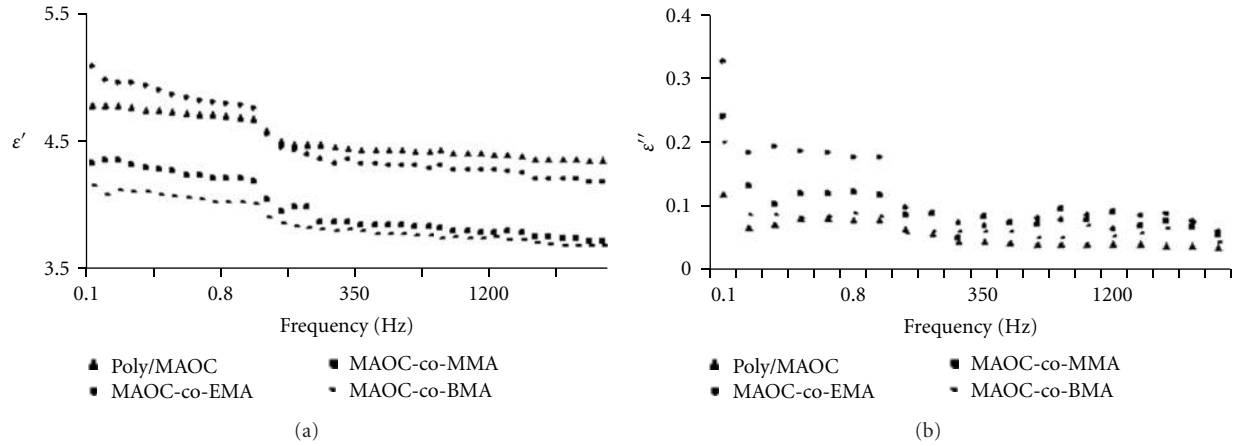 5.5
ε′
4.5
3.5
0.1
0.8
350
1200
Frequency (Hz)
Poly/MAOC
MAOC-co-MMA
MAOC-co-EMA
MAOC-co-BMA
(a)
0.4
0.3
ε′′
0.2
0.1
0
0.1
0.8
350
1200
Frequency (Hz)
Poly/MAOC
MAOC-co-MMA
MAOC-co-EMA
MAOC-co-BMA
(b)